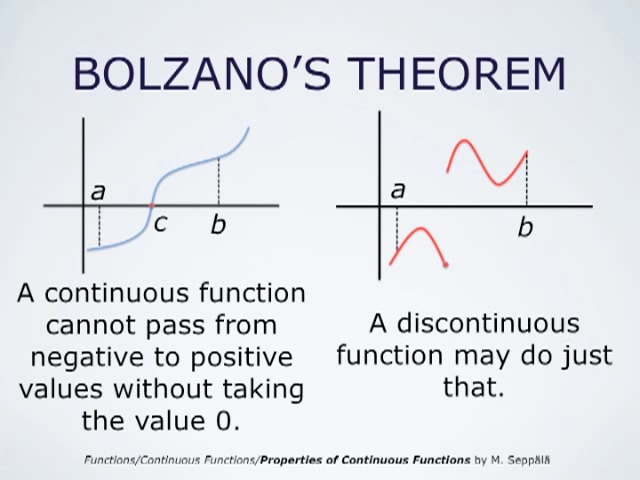 BOLZANO’S THEOREM
a
c
b
a
b
A continuous function
cannot pass from
negative to positive
values without taking
the value 0.
A discontinuous
function may do just
that.
Functions/Continuous Functions/Properties of Continuous Functions by M. Seppälä